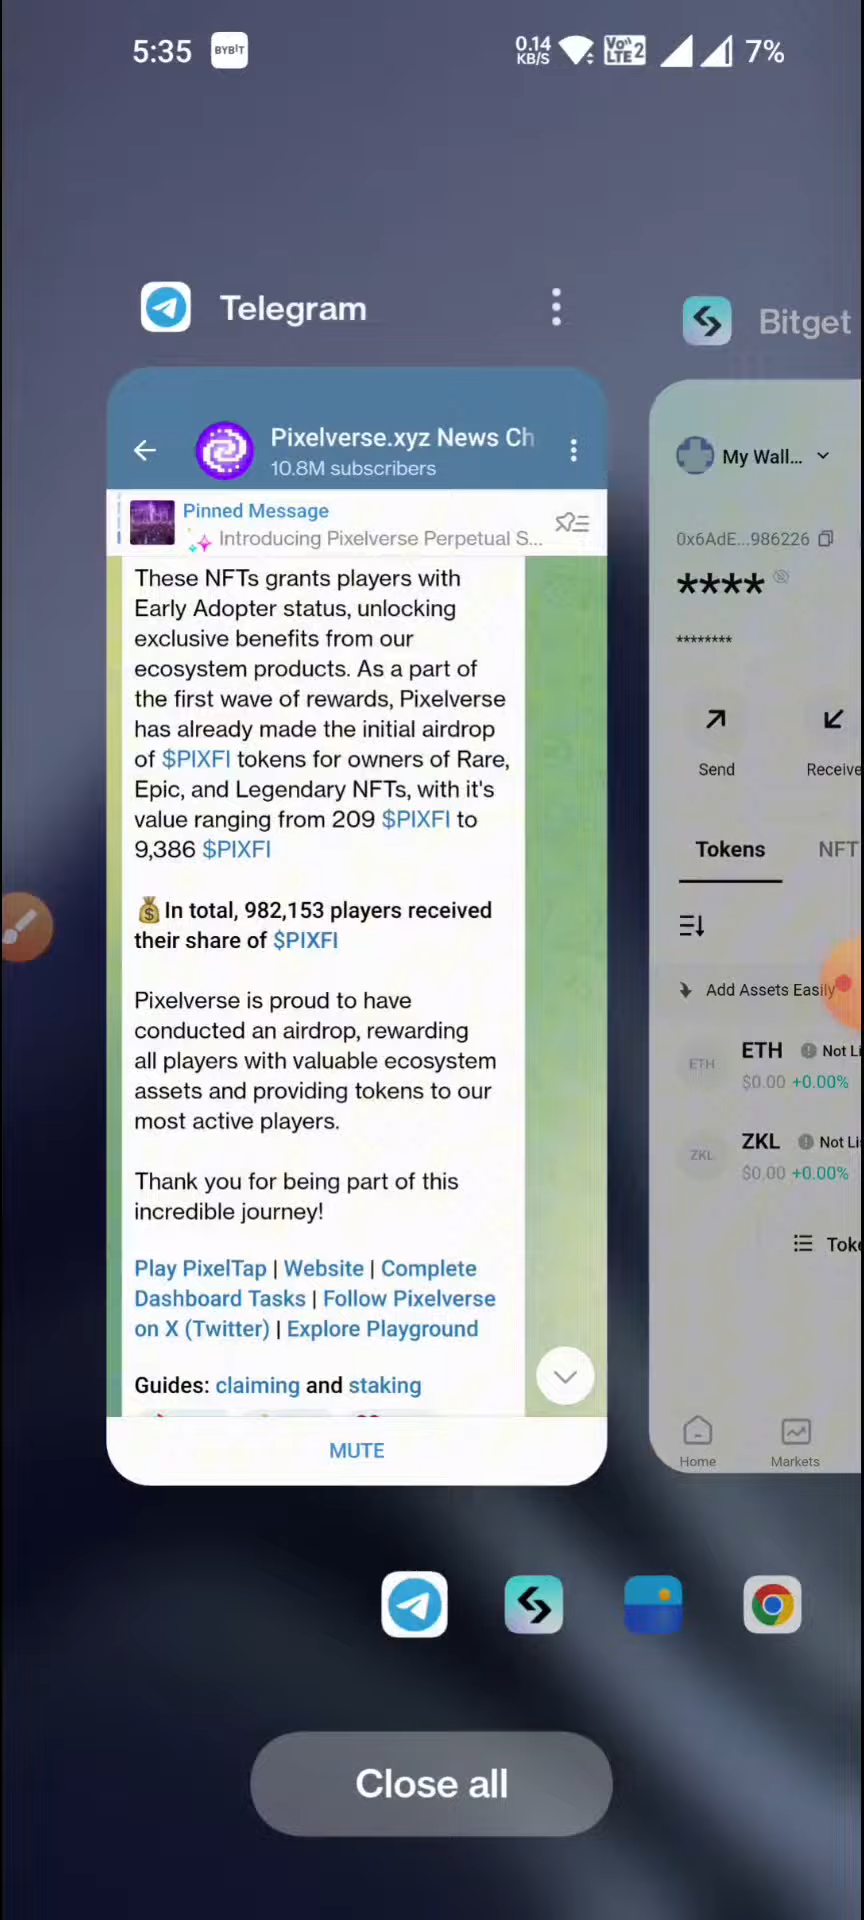 5:35 BYBIT 0.14 KB/S Vo LTE 2 7%
Telegram
Bitget
Pixelverse.xyz News Ch
10.8M subscribers
Pinned Message
✨ Introducing Pixelverse Perpetual S...
These NFTs grants players with
Early Adopter status, unlocking
exclusive benefits from our
ecosystem products. As a part of
the first wave of rewards, Pixelverse
has already made the initial airdrop
of $PIXFI tokens for owners of Rare,
Epic, and Legendary NFTs, with it's
value ranging from 209 $PIXFI to
9,386 $PIXFI
💰In total, 982,153 players received
their share of $PIXFI
Pixelverse is proud to have
conducted an airdrop, rewarding
all players with valuable ecosystem
assets and providing tokens to our
most active players.
Thank you for being part of this
incredible journey!
Play PixelTap | Website | Complete
Dashboard Tasks | Follow Pixelverse
on X (Twitter) | Explore Playground
Guides: claiming and staking
MUTE
My Wall...
0x6AdE...986226
****
********
Send Receive
Tokens NFT
Add Assets Easily
ETH ETH Not Li
$0.00 +0.00%
ZKL ZKL Not Li
$0.00 +0.00%
Toke
Home Markets
Close all